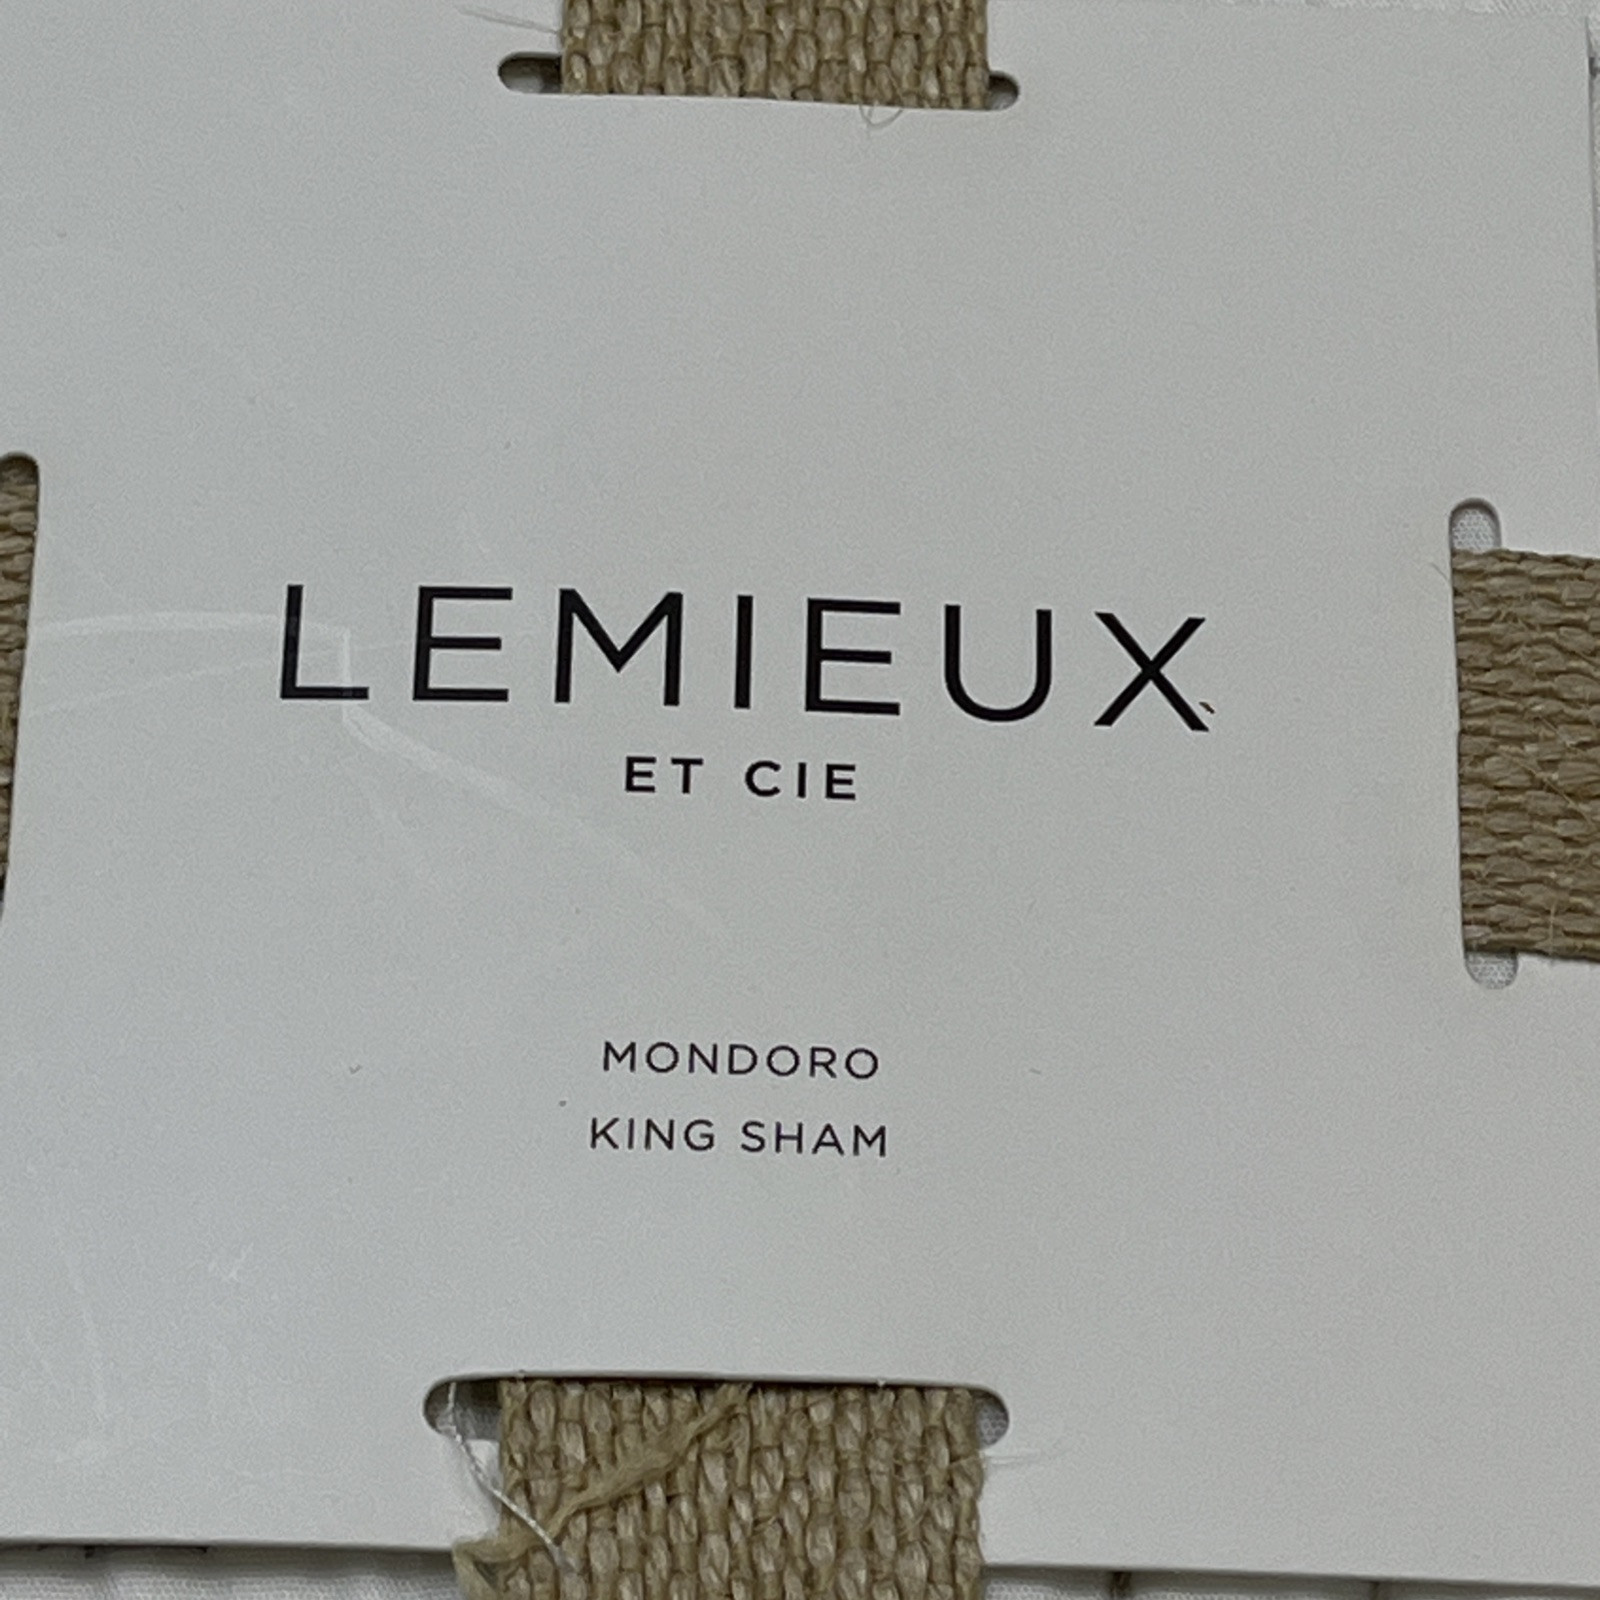 LEMIEUX
ET CIE
MONDORO
KING SHAM